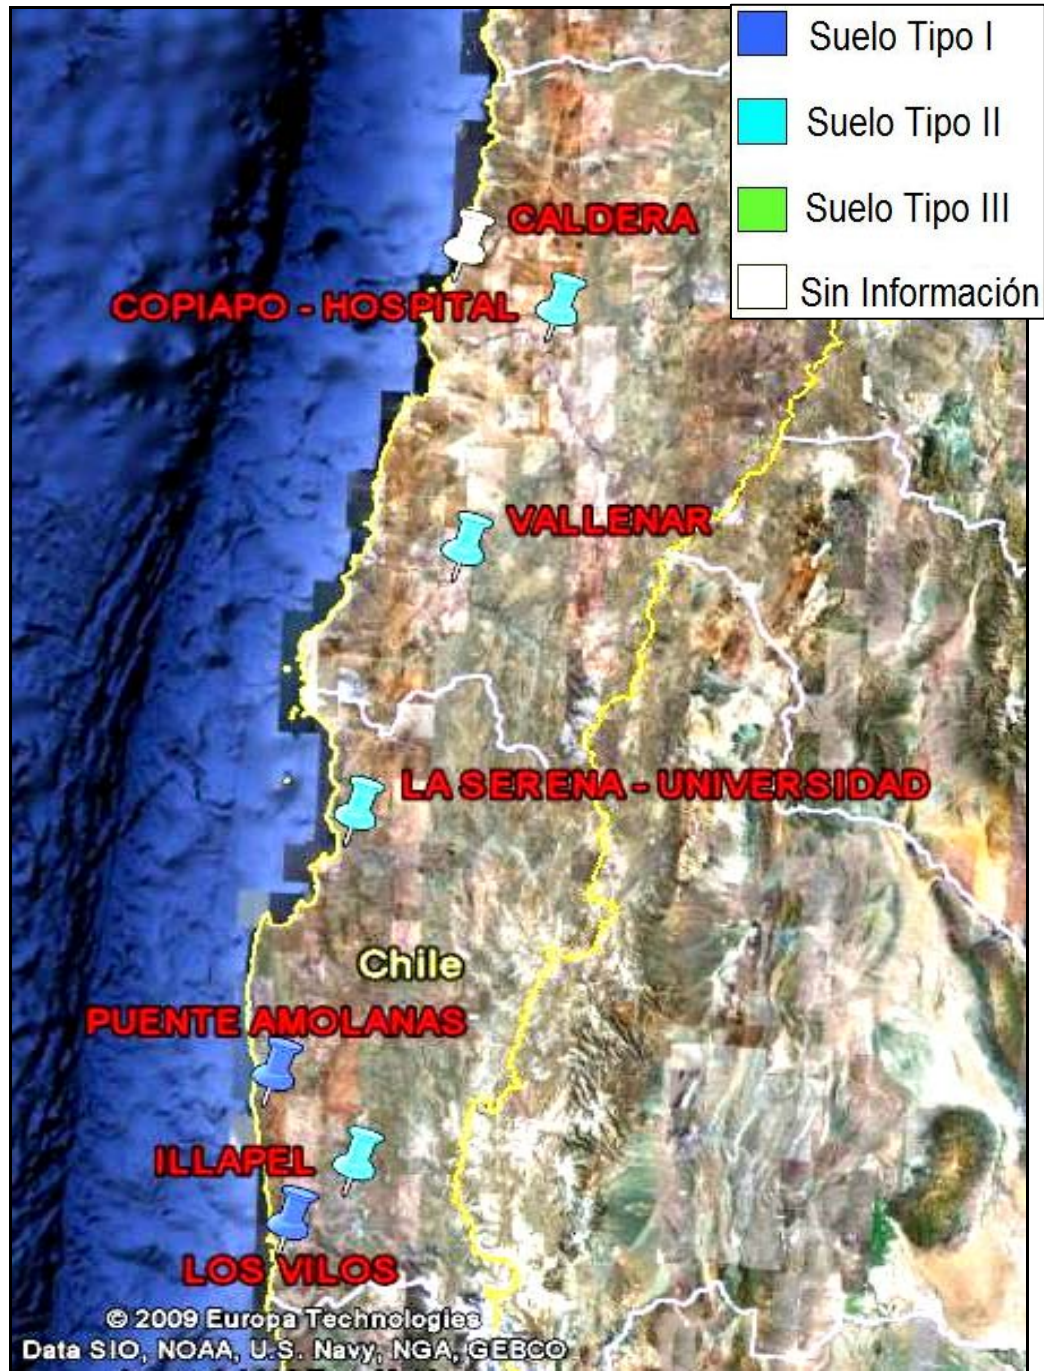 Suelo Tipo I
Suelo Tipo II
Suelo Tipo III
Sin Información
CALDERA
COPIAPO - HOSPITAL
VALLENAR
LA SERENA - UNIVERSIDAD
Chile
PUENTE AMOLANAS
ILLAPEL
LOS VILOS
© 2009 Europa Technologies
Data SIO, NOAA, U.S. Navy, NGA, GEBCO